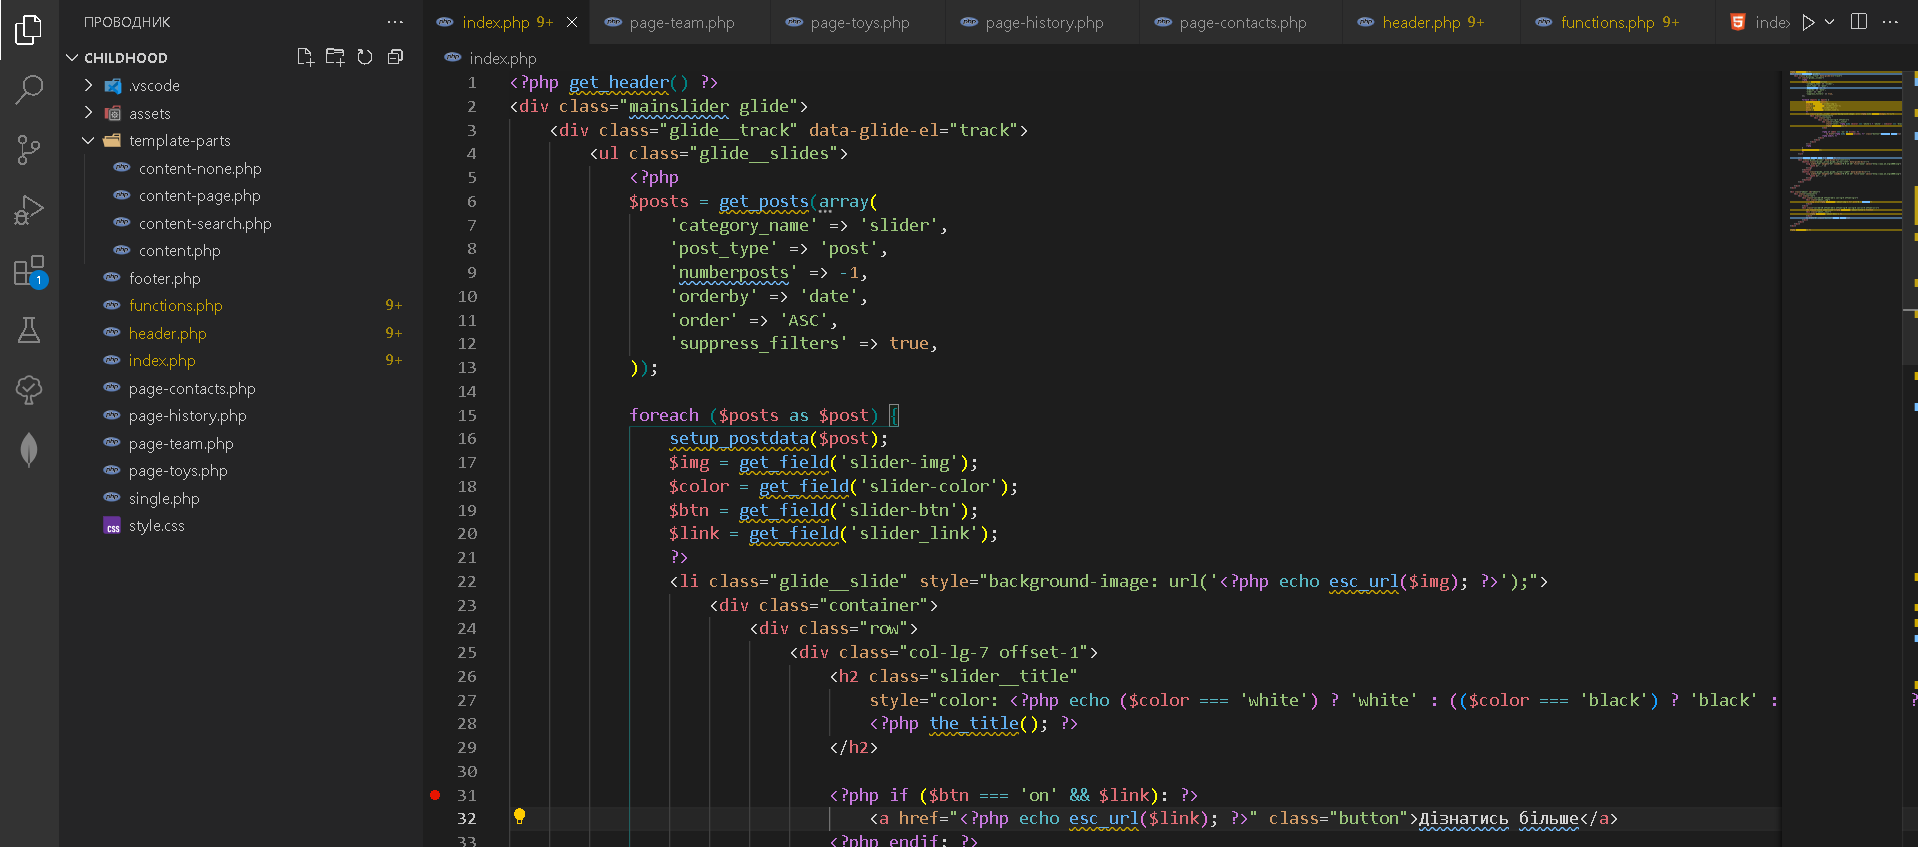 ПРОВОДНИК
CHILDHOOD
.vscode
assets
template-parts
content-none.php
content-page.php
content-search.php
content.php
footer.php
functions.php 9+
header.php 9+
index.php 9+
page-contacts.php
page-history.php
page-team.php
page-toys.php
single.php
style.css
1
index.php 9+ page-team.php page-toys.php page-history.php page-contacts.php header.php 9+ functions.php 9+ index
index.php
1 <?php get_header() ?>
2 <div class="mainslider glide">
3 <div class="glide__track" data-glide-el="track">
4 <ul class="glide__slides">
5 <?php
6 $posts = get_posts(array(
7 'category_name' => 'slider',
8 'post_type' => 'post',
9 'numberposts' => -1,
10 'orderby' => 'date',
11 'order' => 'ASC',
12 'suppress_filters' => true,
13 ));
14
15 foreach ($posts as $post) {
16 setup_postdata($post);
17 $img = get_field('slider-img');
18 $color = get_field('slider-color');
19 $btn = get_field('slider-btn');
20 $link = get_field('slider_link');
21 ?>
22 <li class="glide__slide" style="background-image: url('<?php echo esc_url($img); ?>');">
23 <div class="container">
24 <div class="row">
25 <div class="col-lg-7 offset-1">
26 <h2 class="slider__title"
27 style="color: <?php echo ($color === 'white') ? 'white' : (($color === 'black') ? 'black' :
28 <?php the_title(); ?>
29 </h2>
30
31 <?php if ($btn === 'on' && $link): ?>
32 <a href="<?php echo esc_url($link); ?>" class="button">Дізнатись більше</a>
33 <?php endif; ?>